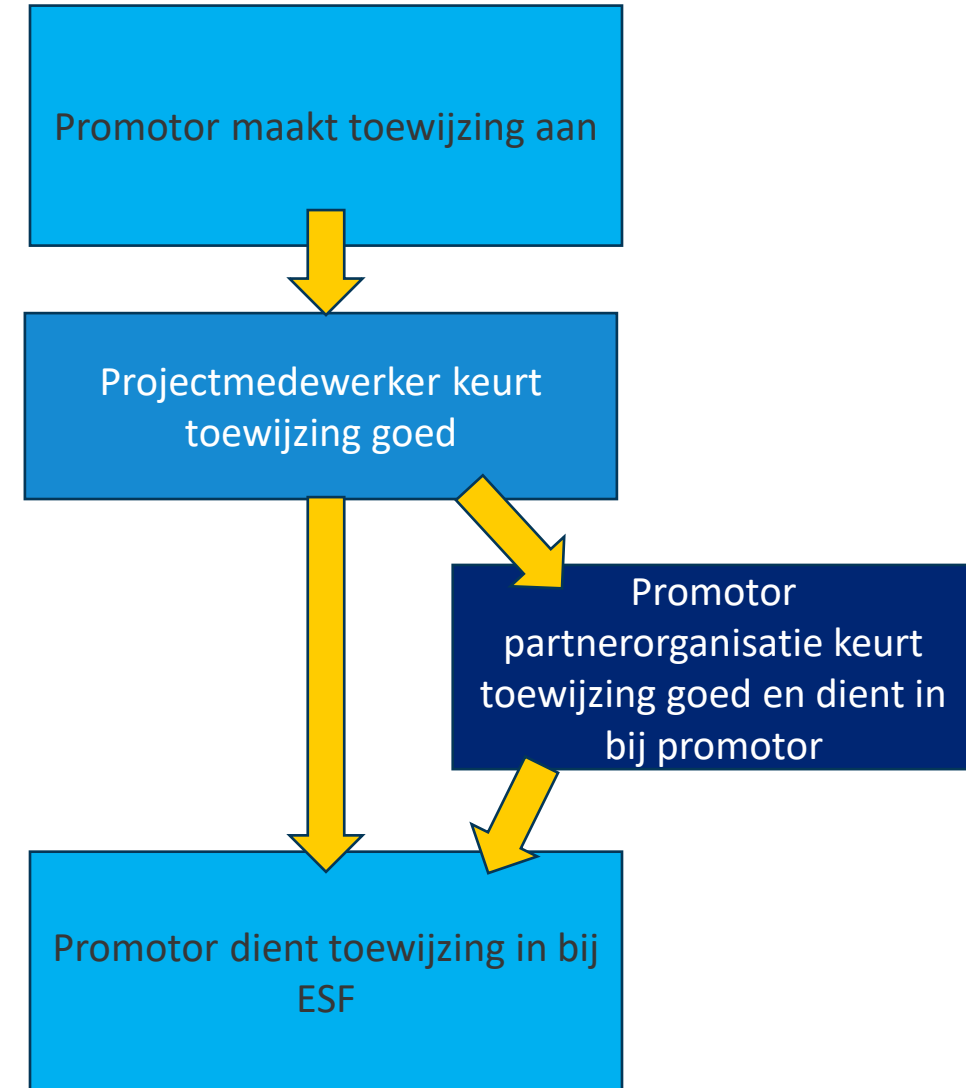 Promotor maakt toewijzing aan
Projectmedewerker keurt
toewijzing goed
Promotor
partnerorganisatie keurt
toewijzing goed en dient in
bij promotor
Promotor dient toewijzing in bij
ESF